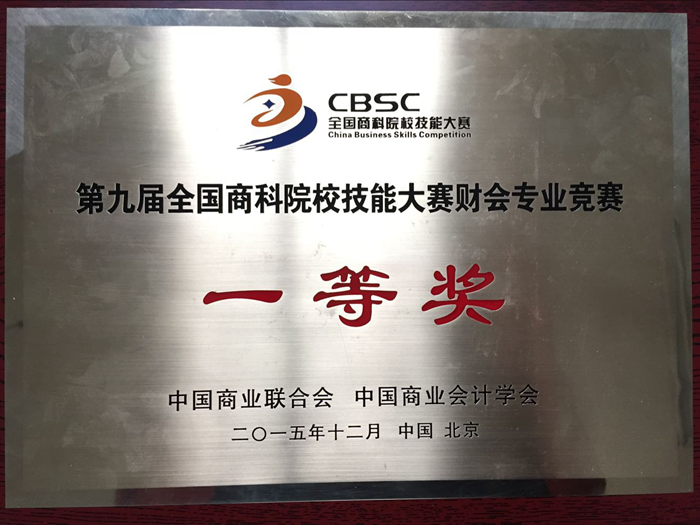 CBSC
全国商科院校技能大赛
China Business Skills Competition
第九届全国商科院校技能大赛财会专业竞赛
一等奖
中国商业联合会 中国商业会计学会
二〇一五年十二月 中国 北京